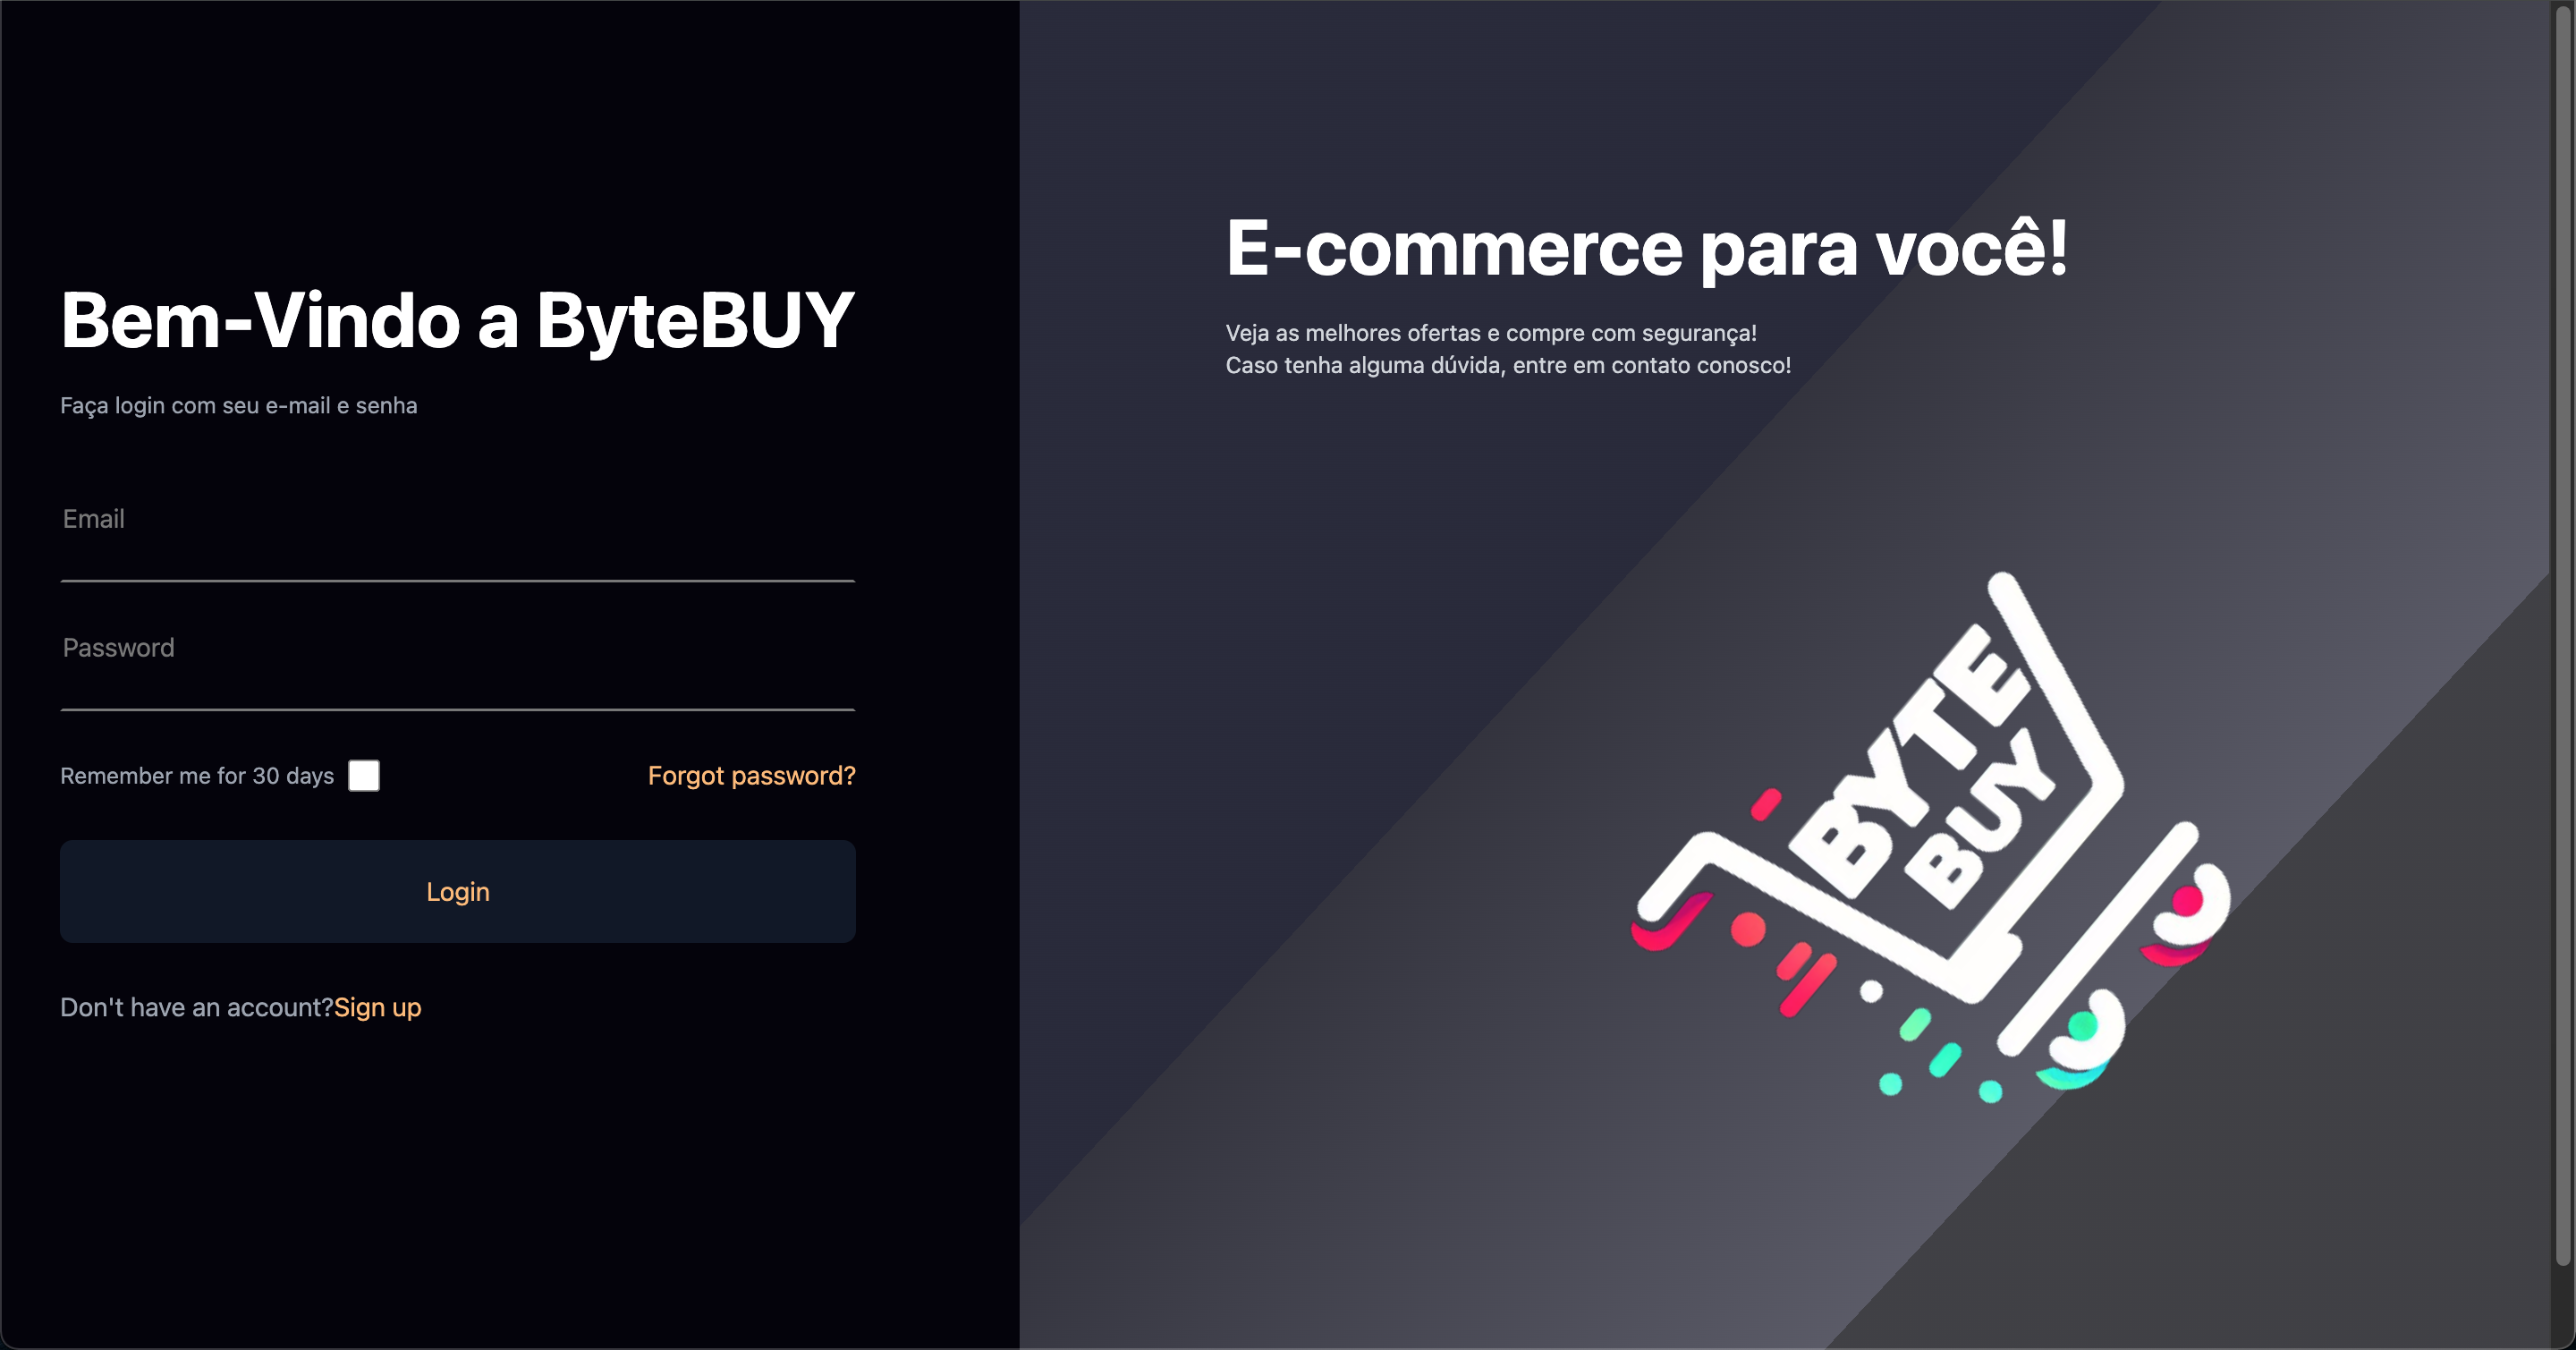 Bem-Vindo a ByteBUY
Faça login com seu e-mail e senha
Email
Password
Remember me for 30 days
Forgot password?
Login
Don't have an account?Sign up
E-commerce para você!
Veja as melhores ofertas e compre com segurança!
Caso tenha alguma dúvida, entre em contato conosco!
BYTE
BUY